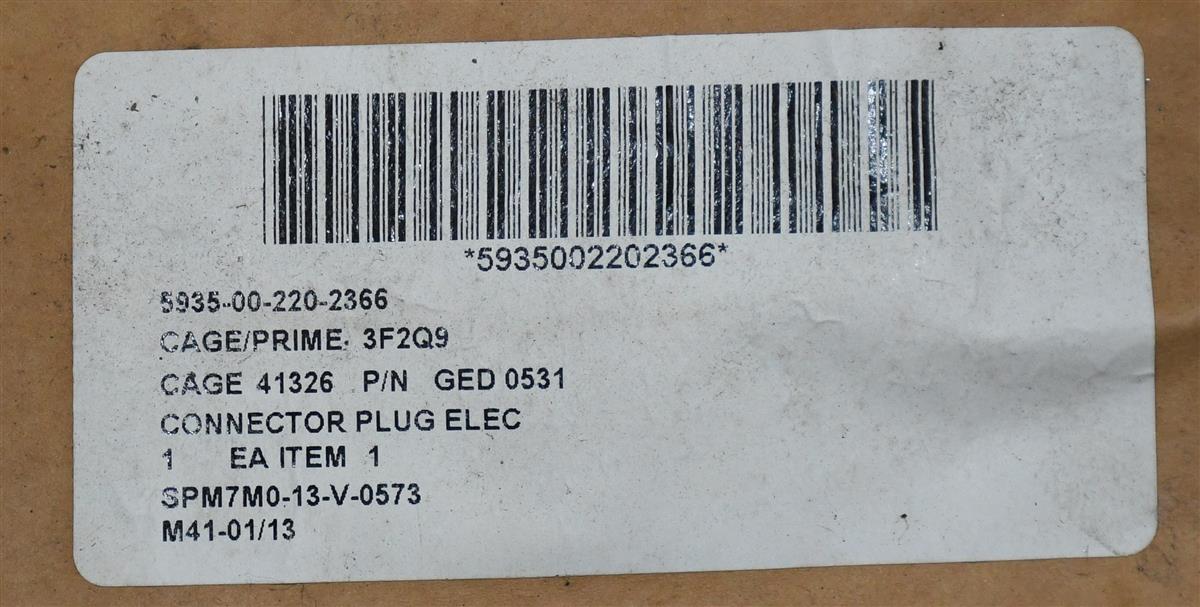 *5935002202366*
5935-00-220-2366
CAGE/PRIME: 3F2Q9
CAGE 41326 P/N GED 0531
CONNECTOR PLUG ELEC
1 EA ITEM 1
SPM7M0-13-V-0573
M41-01/13